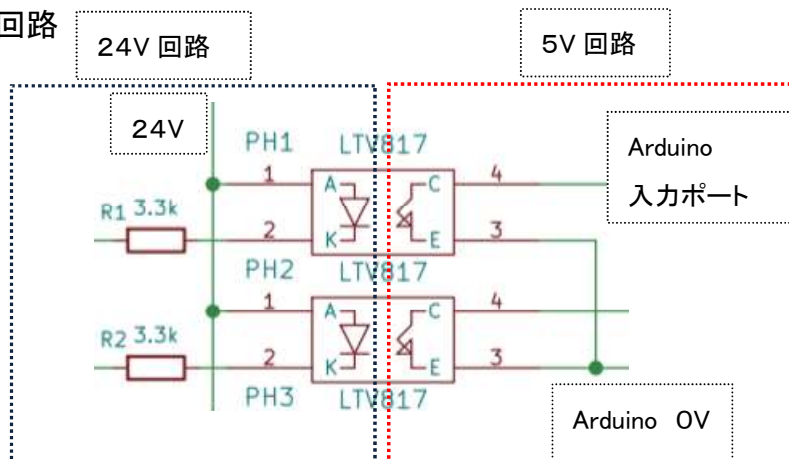 回路
24V 回路
5V 回路
24V
PH1 LTV817
1 A C 4
R1 3.3k
2 K E 3
Arduino
入力ポート
PH2 LTV817
1 A C 4
R2 3.3k
2 K E 3
PH3 LTV817
Arduino 0V